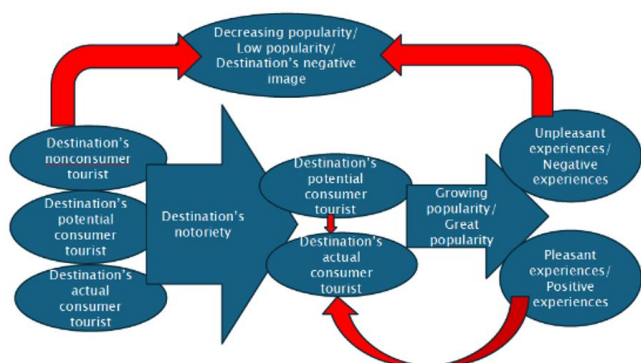 Decreasing popularity/
Low popularity/
Destination's negative
image
Destination's
nonconsumer
tourist
Destination's
potential
consumer
tourist
Destination's
actual
consumer
tourist
Destination's
notoriety
Destination's
potential
consumer
tourist
Destination's
actual
consumer
tourist
Growing
popularity/
Great
popularity
Unpleasant
experiences/
Negative
experiences
Pleasant
experiences/
Positive
experiences